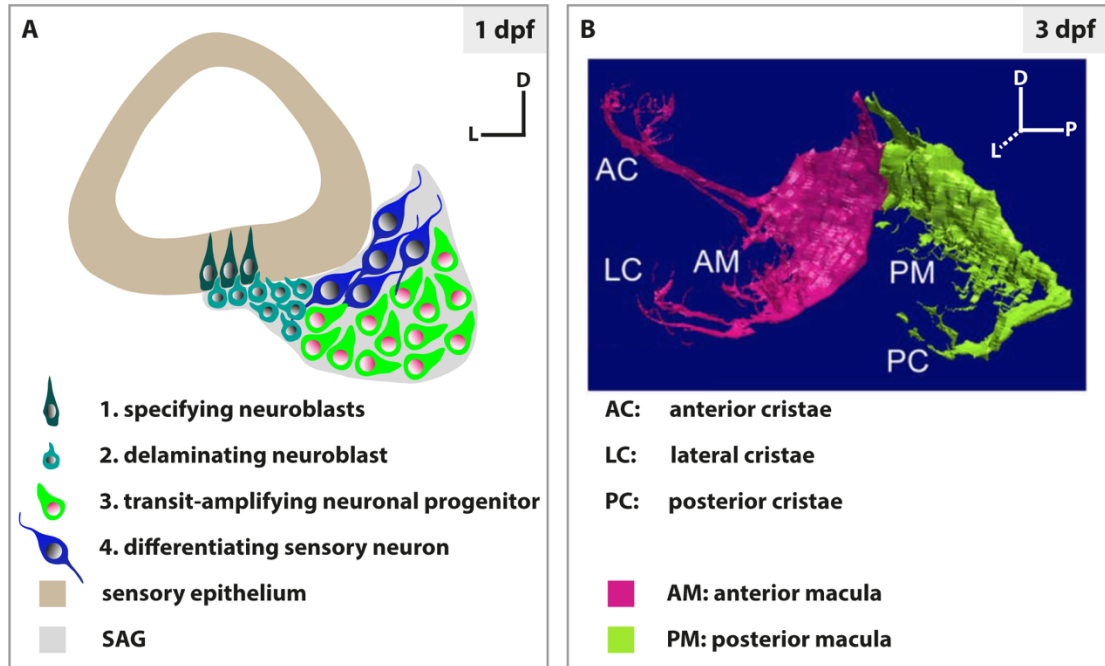 A
1 dpf
D
L
1. specifying neuroblasts
2. delaminating neuroblast
3. transit-amplifying neuronal progenitor
4. differentiating sensory neuron
sensory epithelium
SAG
B
3 dpf
D
P
L
AC
LC
AM
PM
PC
AC: anterior cristae
LC: lateral cristae
PC: posterior cristae
AM: anterior macula
PM: posterior macula